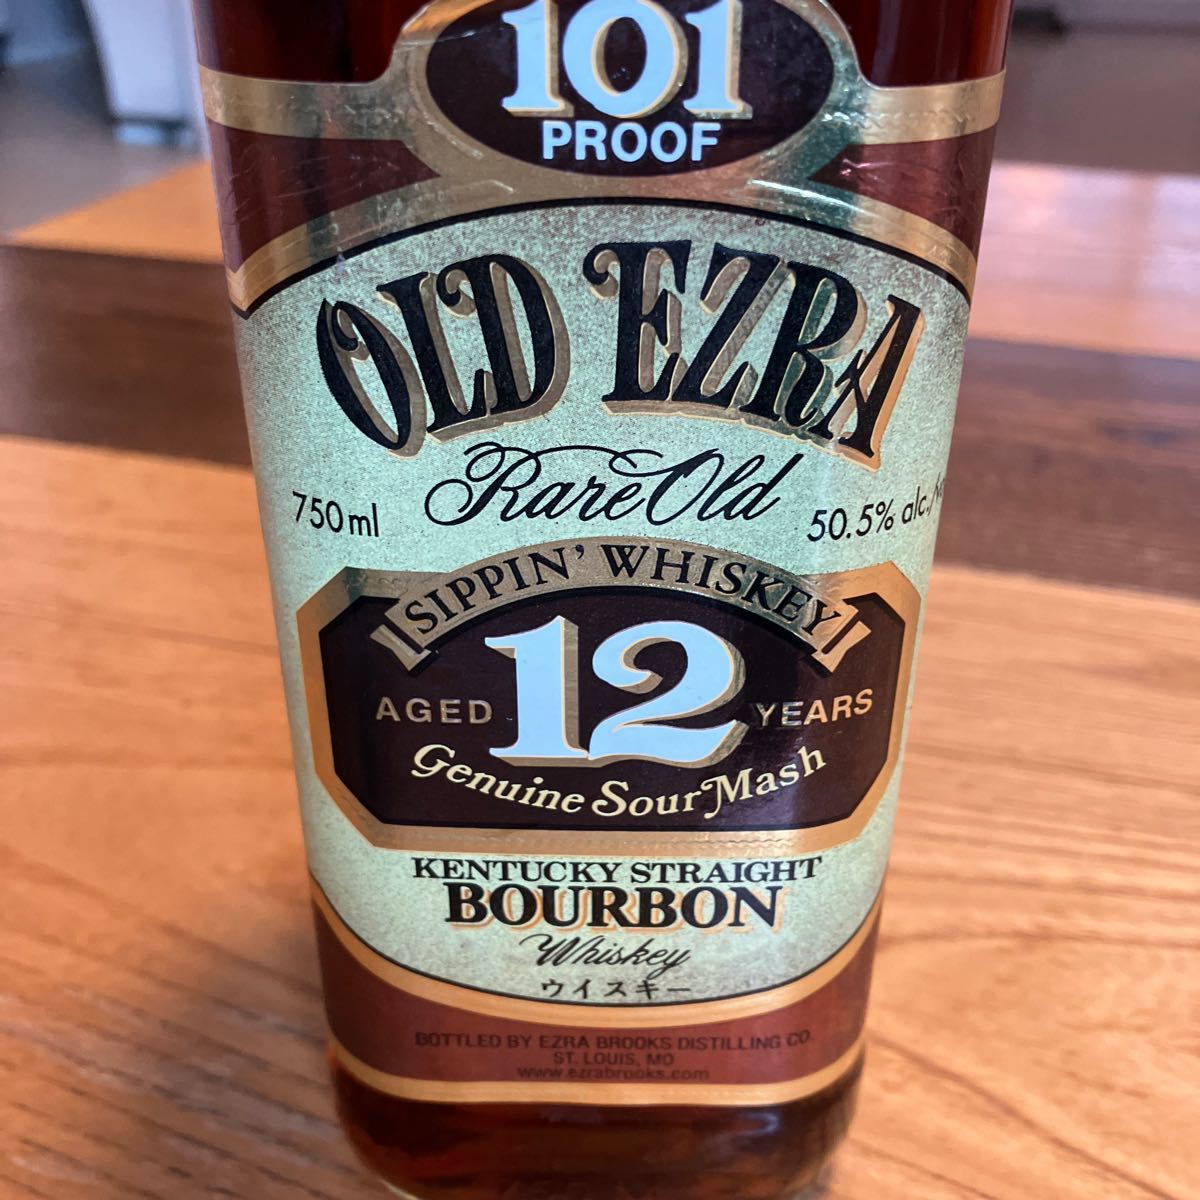 101
PROOF
OLD EZRA
Rare Old
750ml
50.5% alc./
SIPPIN' WHISKEY
AGED 12 YEARS
Genuine Sour Mash
KENTUCKY STRAIGHT
BOURBON
Whiskey
ウイスキー
BOTTLED BY EZRA BROOKS DISTILLING CO.
ST. LOUIS, MO
www.ezrabrooks.com